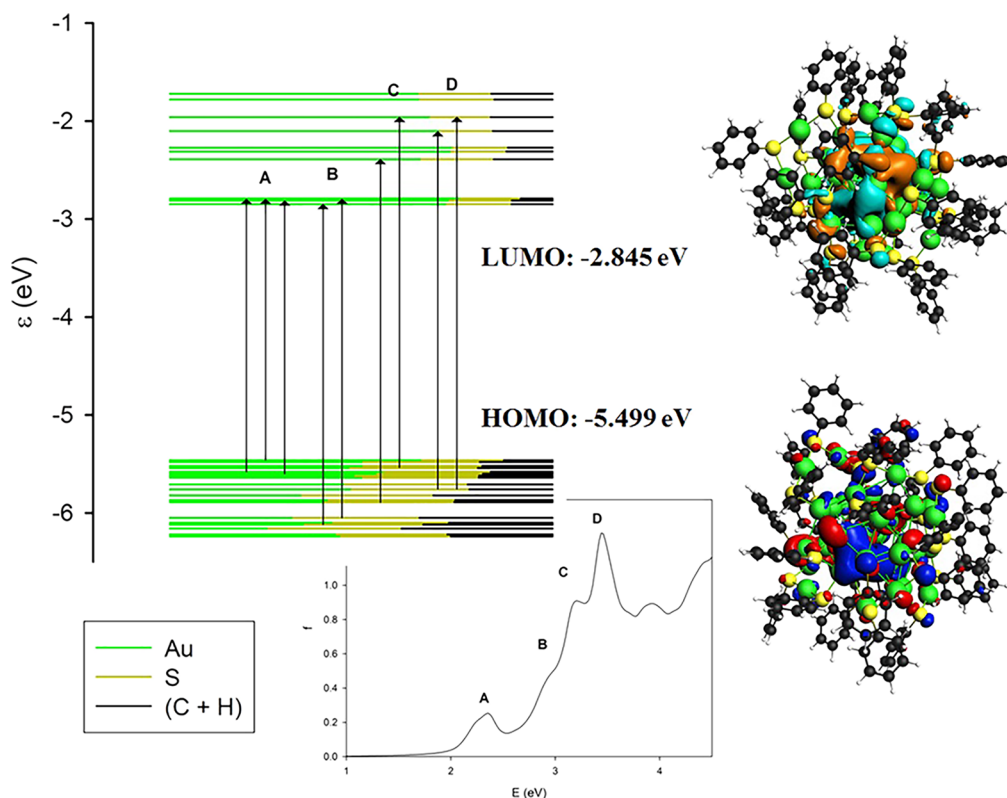 -1
-2
-3
-4
-5
-6
ε (eV)
A
B
C
D
LUMO: -2.845 eV
HOMO: -5.499 eV
Au
S
(C + H)
D
C
B
A
1.0
0.8
0.6
0.4
0.2
0.0
f
1
2
3
4
E (eV)